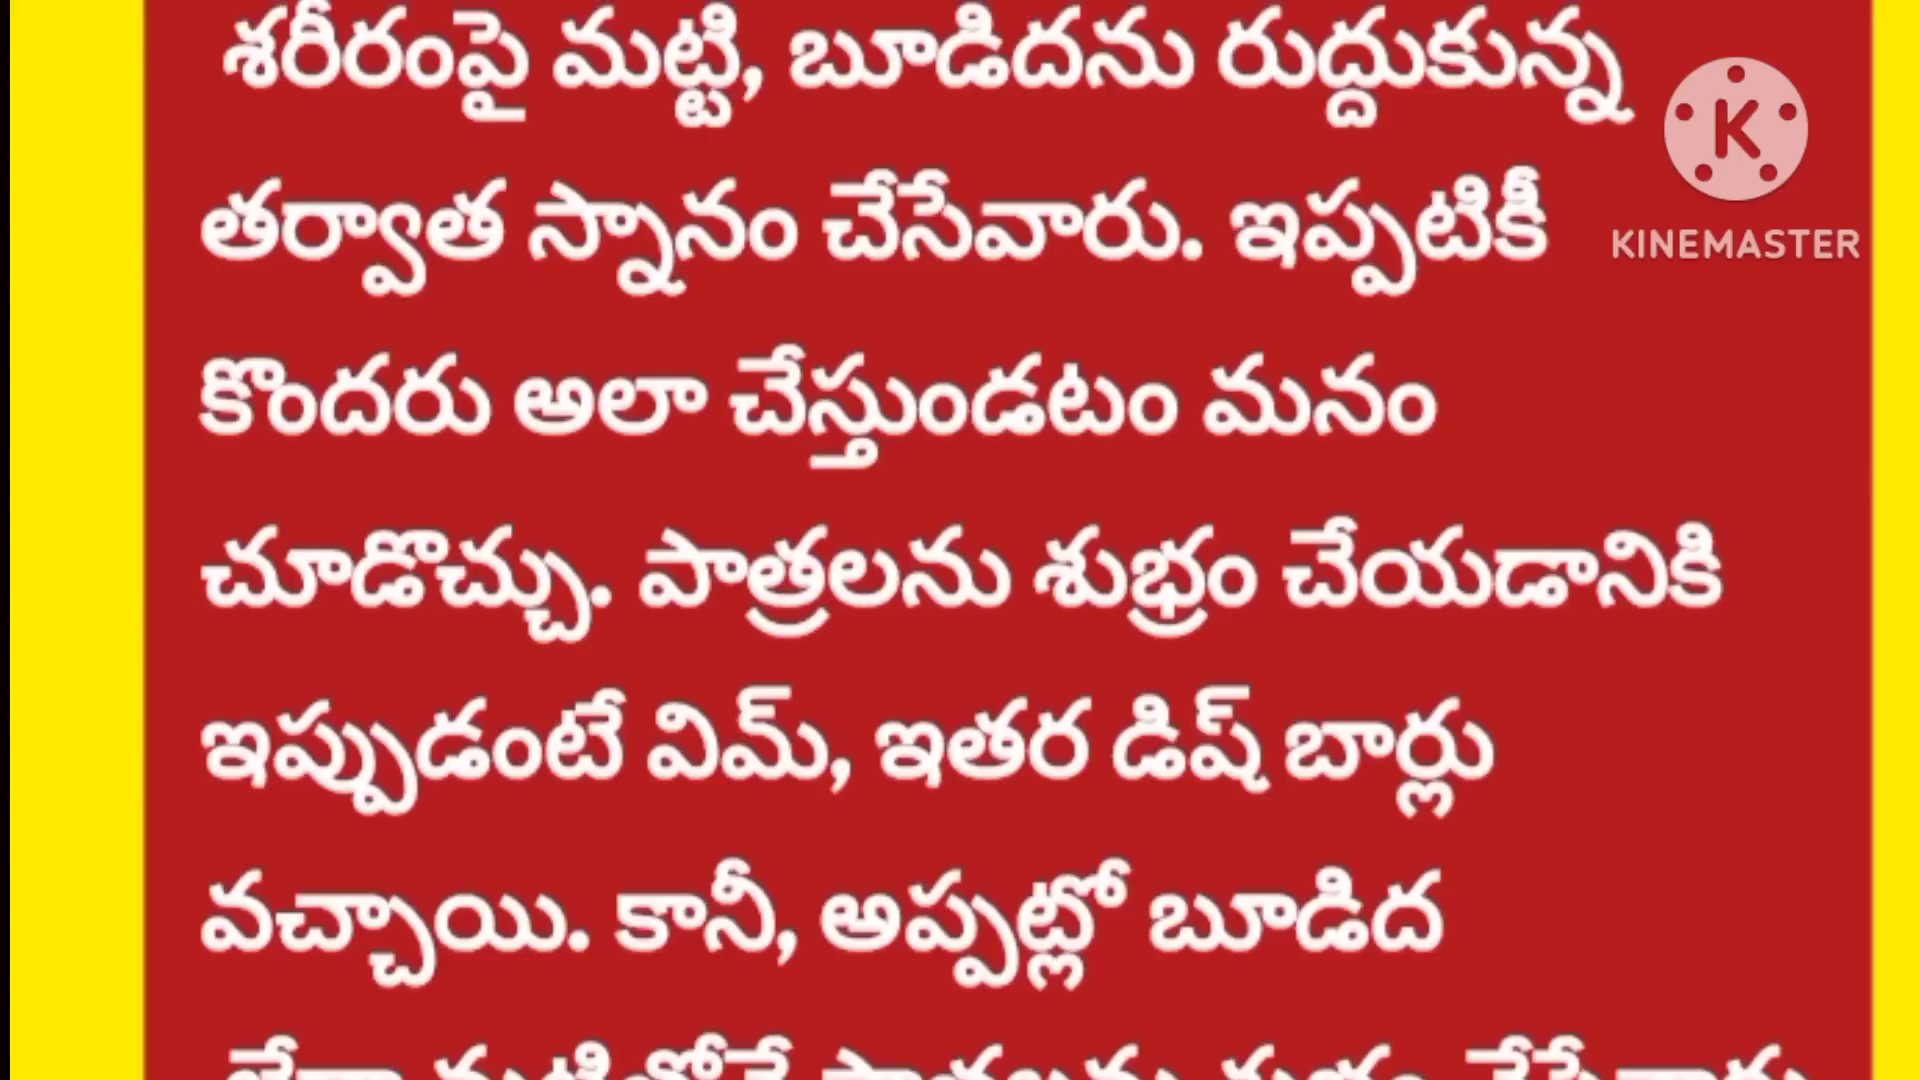 శరీరంపై మట్టి, బూడిదను రుద్దుకున్న
తర్వాత స్నానం చేసేవారు. ఇప్పటికీ
కొందరు అలా చేస్తుండటం మనం
చూడొచ్చు. పాత్రలను శుభ్రం చేయడానికి
ఇప్పుడంటే విమ్, ఇతర డిష్ బార్లు
వచ్చాయి. కానీ, అప్పట్లో బూడిద
K
KINEMASTER